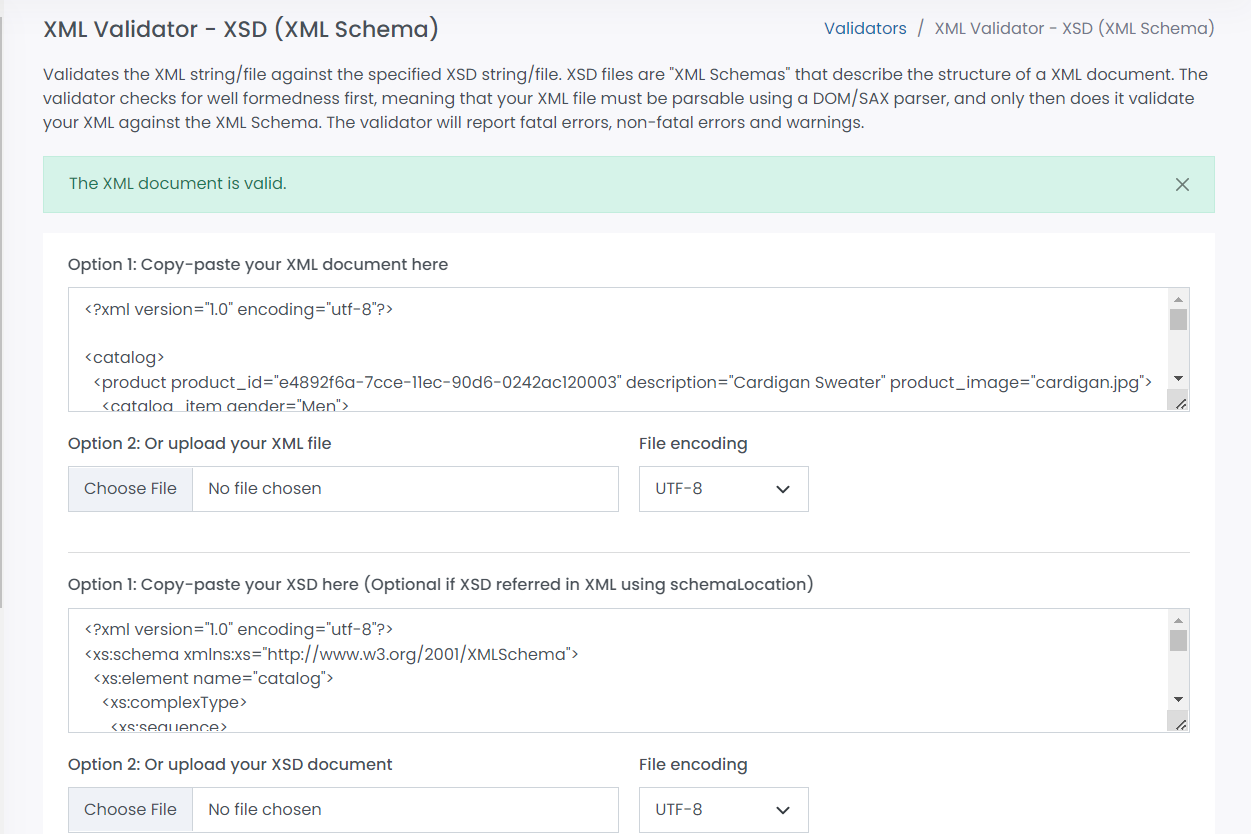 XML Validator - XSD (XML Schema)
Validators / XML Validator - XSD (XML Schema)
Validates the XML string/file against the specified XSD string/file. XSD files are "XML Schemas" that describe the structure of a XML document. The
validator checks for well formedness first, meaning that your XML file must be parsable using a DOM/SAX parser, and only then does it validate
your XML against the XML Schema. The validator will report fatal errors, non-fatal errors and warnings.
The XML document is valid.
Option 1: Copy-paste your XML document here
<?xml version="1.0" encoding="utf-8"?>
<catalog>
<product product_id="e4892f6a-7cce-11ec-90d6-0242ac120003" description="Cardigan Sweater" product_image="cardigan.jpg">
<catalog_item gender="Men">
Option 2: Or upload your XML file
File encoding
Choose File No file chosen
UTF-8
Option 1: Copy-paste your XSD here (Optional if XSD referred in XML using schemaLocation)
<?xml version="1.0" encoding="utf-8"?>
<xs:schema xmlns:xs="http://www.w3.org/2001/XMLSchema">
<xs:element name="catalog">
<xs:complexType>
<xs:sequence>
Option 2: Or upload your XSD document
File encoding
Choose File No file chosen
UTF-8